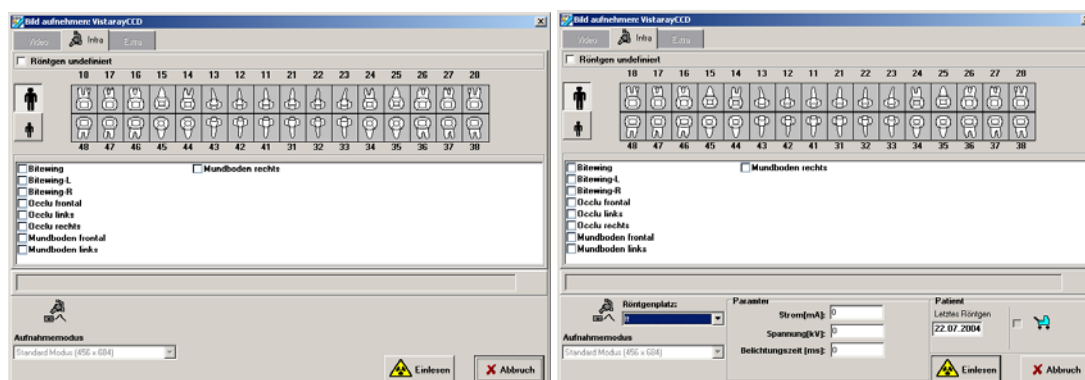 Bild aufnehmen: VistarayCCD
Video Intra Extra
Röntgen undefiniert
18 17 16 15 14 13 12 11 21 22 23 24 25 26 27 28
48 47 46 45 44 43 42 41 31 32 33 34 35 36 37 38
Bitewing Mundboden rechts
Bitewing-L
Bitewing-R
Occlu frontal
Occlu links
Occlu rechts
Mundboden frontal
Mundboden links
Aufnahmemodus
Standard Modus (456 x 684)
Einlesen Abbruch
Bild aufnehmen: VistarayCCD
Video Intra Extra
Röntgen undefiniert
18 17 16 15 14 13 12 11 21 22 23 24 25 26 27 28
48 47 46 45 44 43 42 41 31 32 33 34 35 36 37 38
Bitewing Mundboden rechts
Bitewing-L
Bitewing-R
Occlu frontal
Occlu links
Occlu rechts
Mundboden frontal
Mundboden links
Röntgenplatz:
Aufnahmemodus
Standard Modus (456 x 684)
Paramter
Strom[mA]: 0
Spannung[kV]: 0
Belichtungszeit [ms]: 0
Patient
Letztes Röntgen
22.07.2004
Einlesen Abbruch